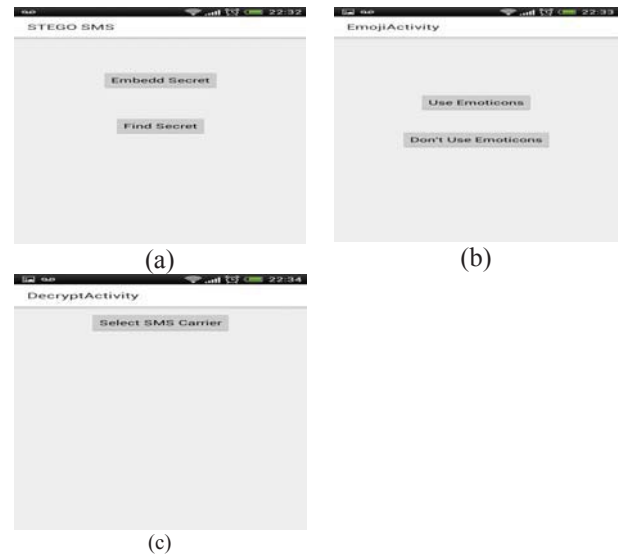 22:32
STEGO SMS
Embedd Secret
Find Secret
(a)
22:33
EmojiActivity
Use Emoticons
Don't Use Emoticons
(b)
22:34
DecryptActivity
Select SMS Carrier
(c)